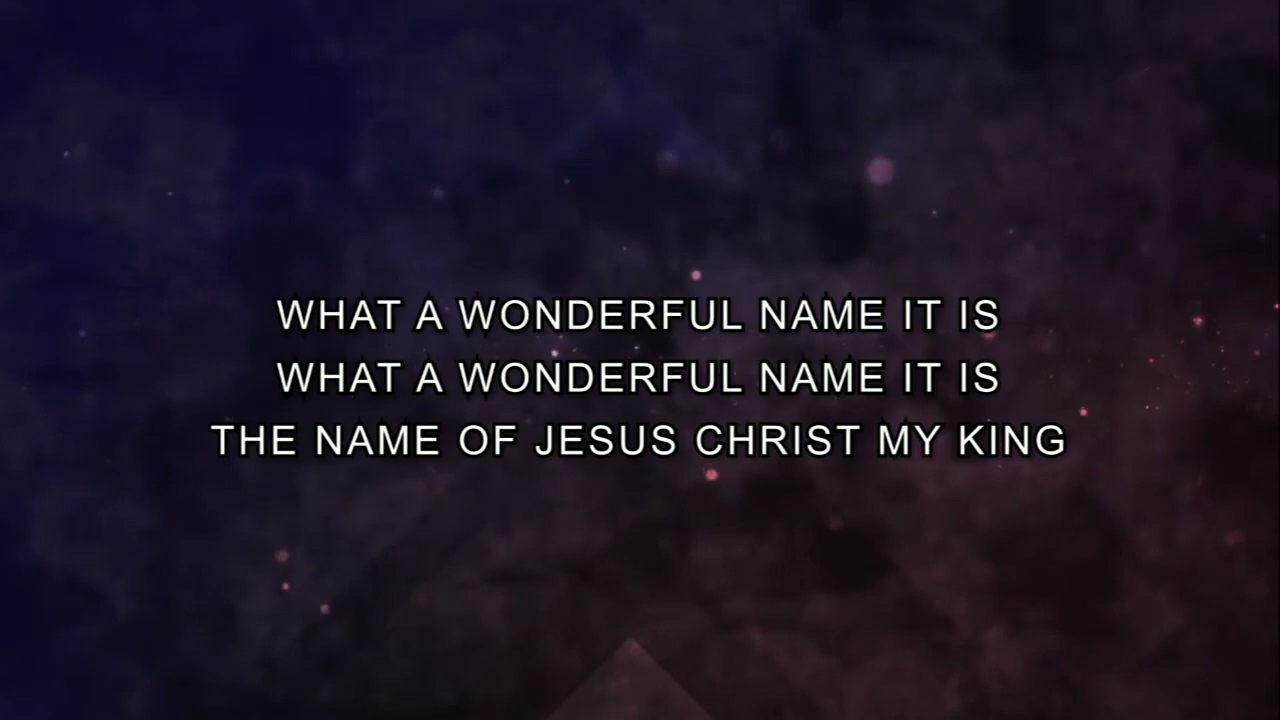 WHAT A WONDERFUL NAME IT IS
WHAT A WONDERFUL NAME IT IS
THE NAME OF JESUS CHRIST MY KING